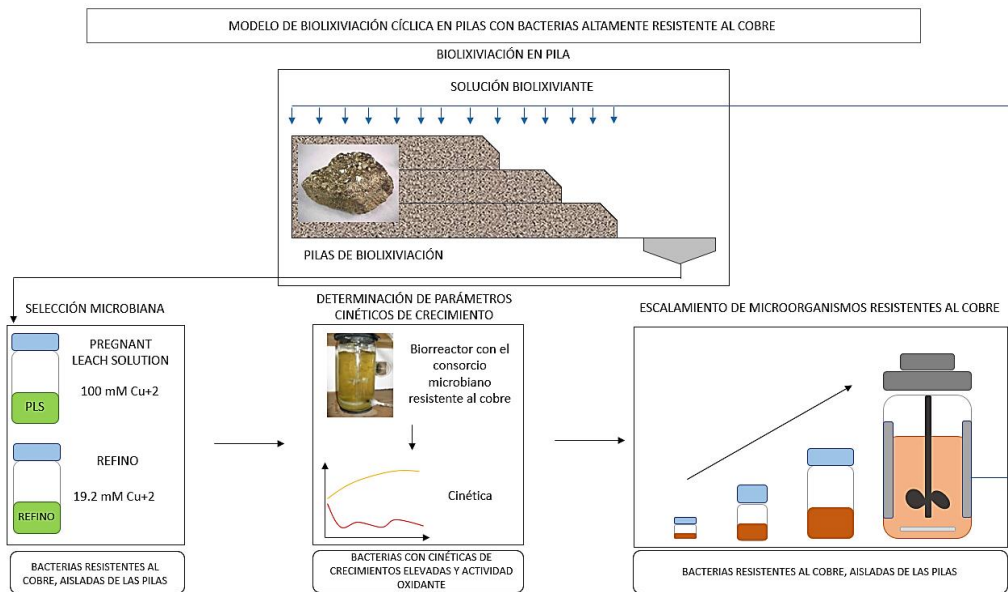 MODELO DE BIOLIXIVIACIÓN CÍCLICA EN PILAS CON BACTERIAS ALTAMENTE RESISTENTE AL COBRE
BIOLIXIVIACIÓN EN PILA
SOLUCIÓN BIOLIXIVIANTE
PILAS DE BIOLIXIVIACIÓN
SELECCIÓN MICROBIANA
PREGNANT
LEACH SOLUTION
100 mM Cu+2
PLS
REFINO
19.2 mM Cu+2
REFINO
BACTERIAS RESISTENTES AL
COBRE, AISLADAS DE LAS PILAS
DETERMINACIÓN DE PARÁMETROS
CINÉTICOS DE CRECIMIENTO
Biorreactor con el
consorcio
microbiano
resistente al cobre
Cinética
BACTERIAS CON CINÉTICAS DE
CRECIMIENTOS ELEVADAS Y ACTIVIDAD
OXIDANTE
ESCALAMIENTO DE MICROORGANISMOS RESISTENTES AL COBRE
BACTERIAS RESISTENTES AL COBRE, AISLADAS DE LAS PILAS